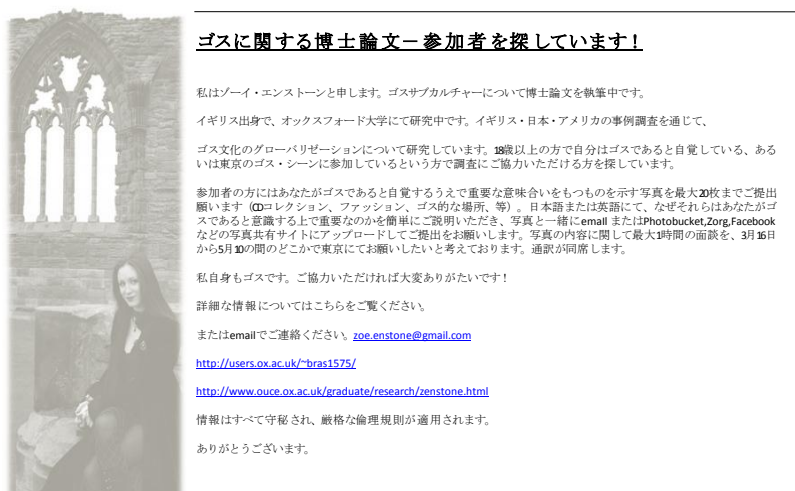 ゴスに関する博士論文－参加者を探しています！
私はゾーイ・エンストーンと申します。ゴスサブカルチャーについて博士論文を執筆中です。
イギリス出身で、オックスフォード大学にて研究中です。イギリス・日本・アメリカの事例調査を通じて、
ゴス文化のグローバリゼーションについて研究しています。18歳以上の方で自分はゴスであると自覚している、ある
いは東京のゴス・シーンに参加しているという方で調査にご協力いただける方を探しています。
参加者の方にはあなたがゴスであると自覚するうえで重要な意味合いをもつものを示す写真を最大20枚までご提出
願います（CDコレクション、ファッション、ゴス的な場所、等）。日本語または英語にて、なぜそれらはあなたがゴ
スであると意識する上で重要なのかを簡単にご説明いただき、写真と一緒にemail またはPhotobucket,Zorg,Facebook
などの写真共有サイトにアップロードしてご提出をお願いします。写真の内容に関して最大1時間の面談を、3月16日
から5月10の間のどこかで東京にてお願いしたいと考えております。通訳が同席します。
私自身もゴスです。ご協力いただければ大変ありがたいです！
詳細な情報についてはこちらをご覧ください。
またはemailでご連絡ください。zoe.enstone@gmail.com
http://users.ox.ac.uk/~bras1575/
http://www.ouce.ox.ac.uk/graduate/research/zenstone.html
情報はすべて守秘され、厳格な倫理規則が適用されます。
ありがとうございます。